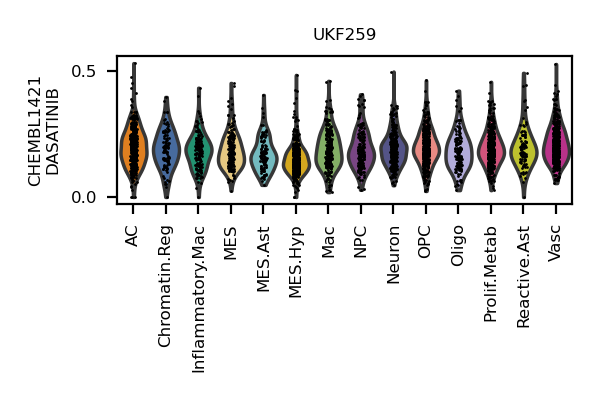 UKF259
CHEMBL1421
DASATINIB
0.5
0.0
AC
Chromatin.Reg
Inflammatory.Mac
MES
MES.Ast
MES.Hyp
Mac
NPC
Neuron
OPC
Oligo
Prolif.Metab
Reactive.Ast
Vasc